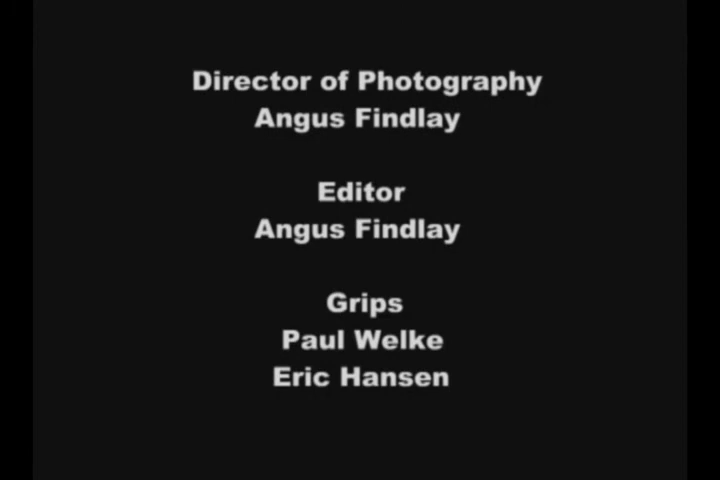 Director of Photography
Angus Findlay
Editor
Angus Findlay
Grips
Paul Welke
Eric Hansen